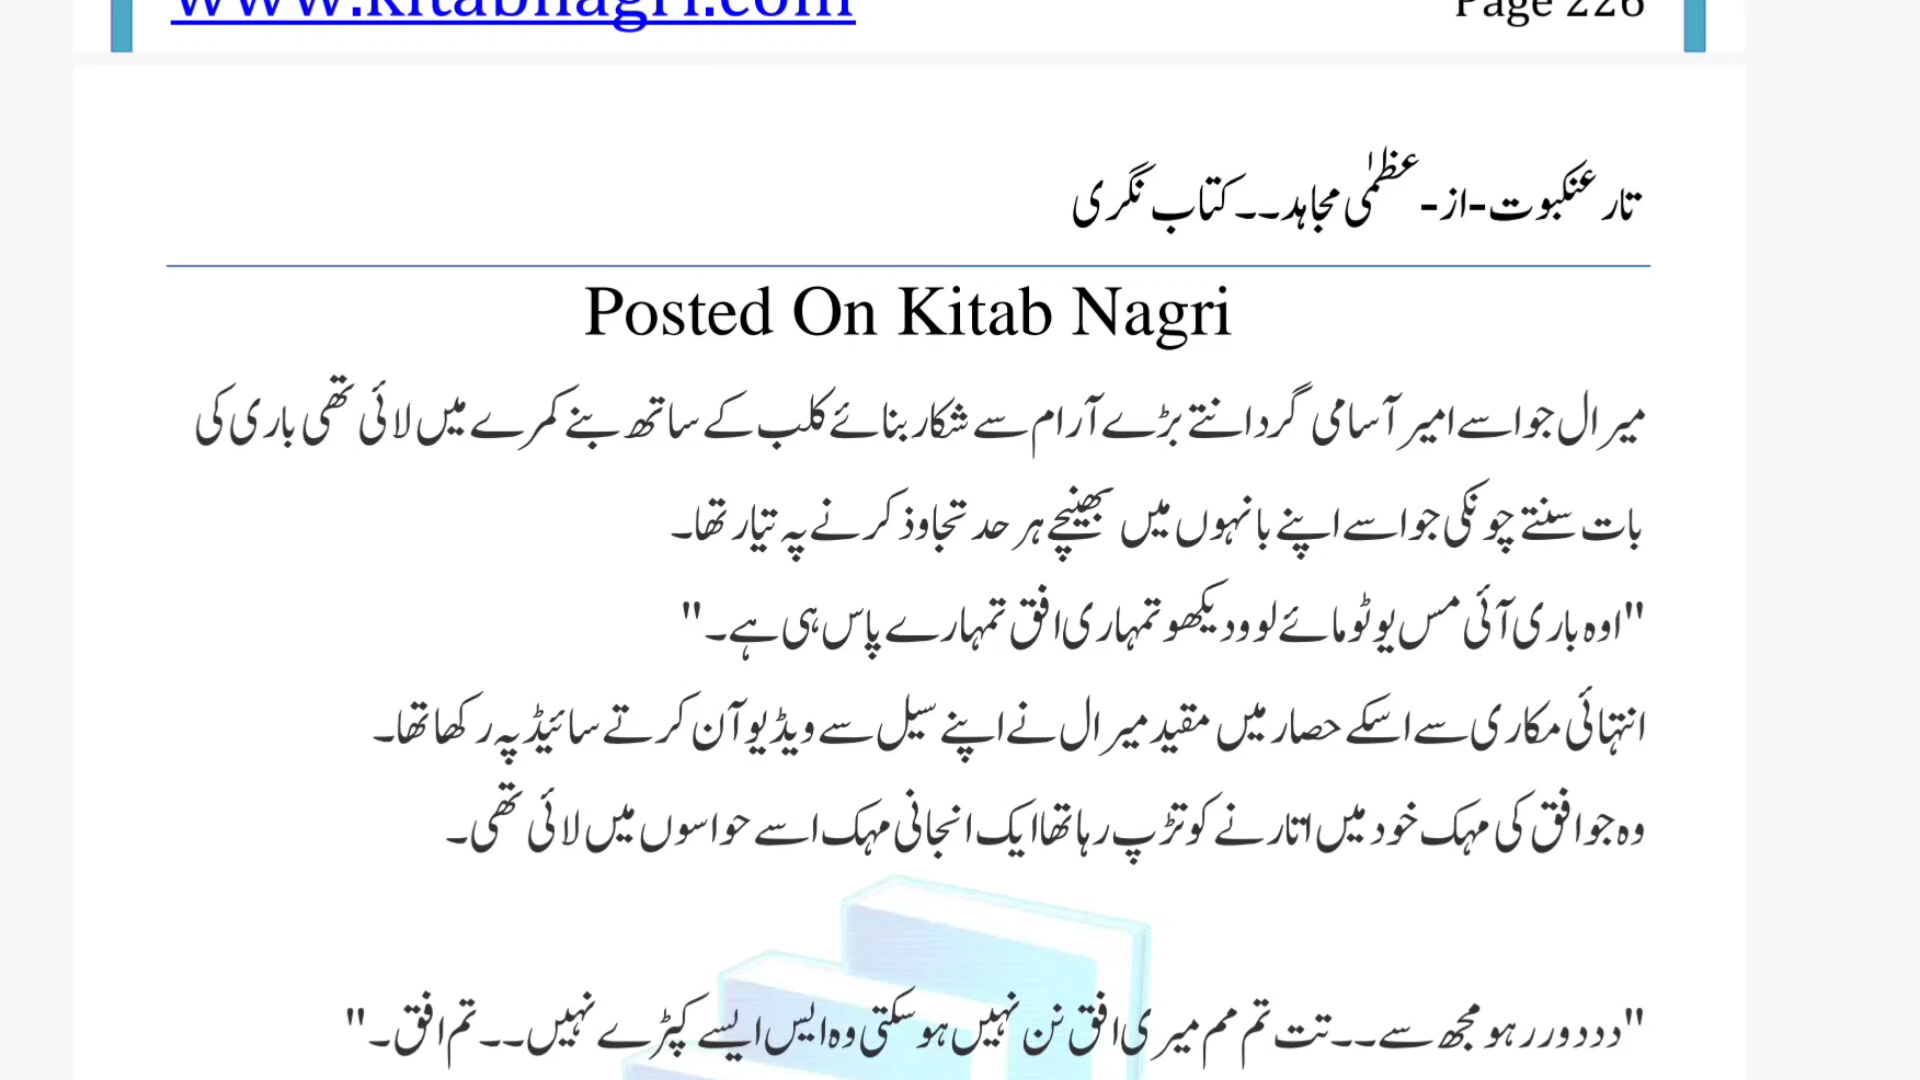 www.kitabnagri.com Page 226
تار عنکبوت-از-عظمٰی مجاہد۔۔کتاب نگری
Posted On Kitab Nagri
میرال جو اسے امیر آسامی گردانتے بڑے آرام سے شکار بنائے کلب کے ساتھ بنے کمرے میں لائی تھی باری کی
بات سنتے چونکی جو اسے اپنے بانہوں میں بھینچے ہر حد تجاوذ کرنے پہ تیار تھا۔
"اوہ باری آئی مس یو ٹو مائے لوو دیکھو تمہاری افق تمہارے پاس ہی ہے۔"
انتہائی مکاری سے اسکے حصار میں مقید میرال نے اپنے سیل سے ویڈیو آن کرتے سائیڈ پہ رکھا تھا۔
وہ جو افق کی مہک خود میں اتارنے کو تڑپ رہا تھا ایک انجانی مہک اسے حواسوں میں لائی تھی۔
"دددور رہو مجھ سے۔۔۔تت تم مم میری افق نن نہیں ہو سکتی وہ ایس ایسے کپڑے نہیں۔۔تم افق۔"